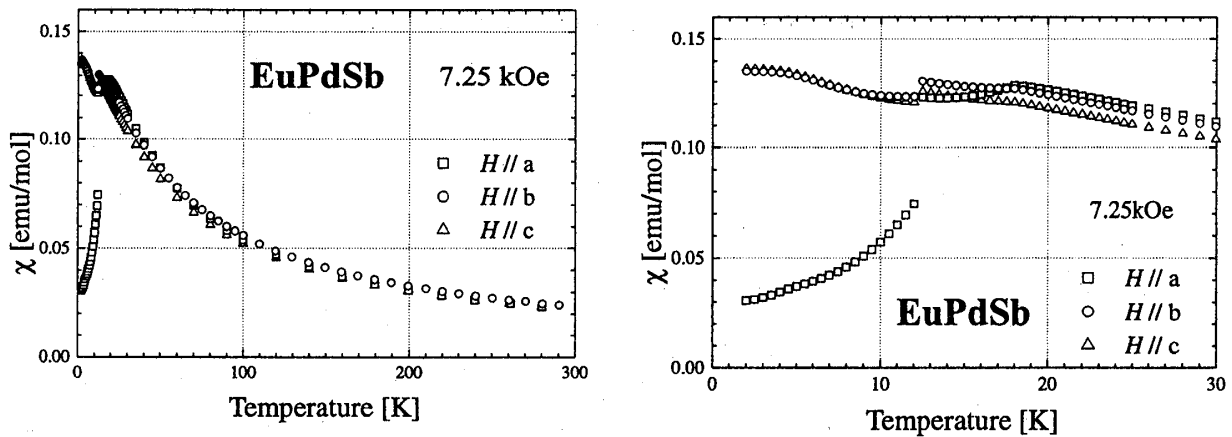 0.15
EuPdSb 7.25 kOe
0.10
□ H // a
○ H // b
△ H // c
χ [emu/mol]
0.05
0.00
0 100 200 300
Temperature [K]
0.15
0.10
χ [emu/mol]
7.25kOe
0.05
□ H // a
EuPdSb ○ H // b
△ H // c
0.00
0 10 20 30
Temperature [K]